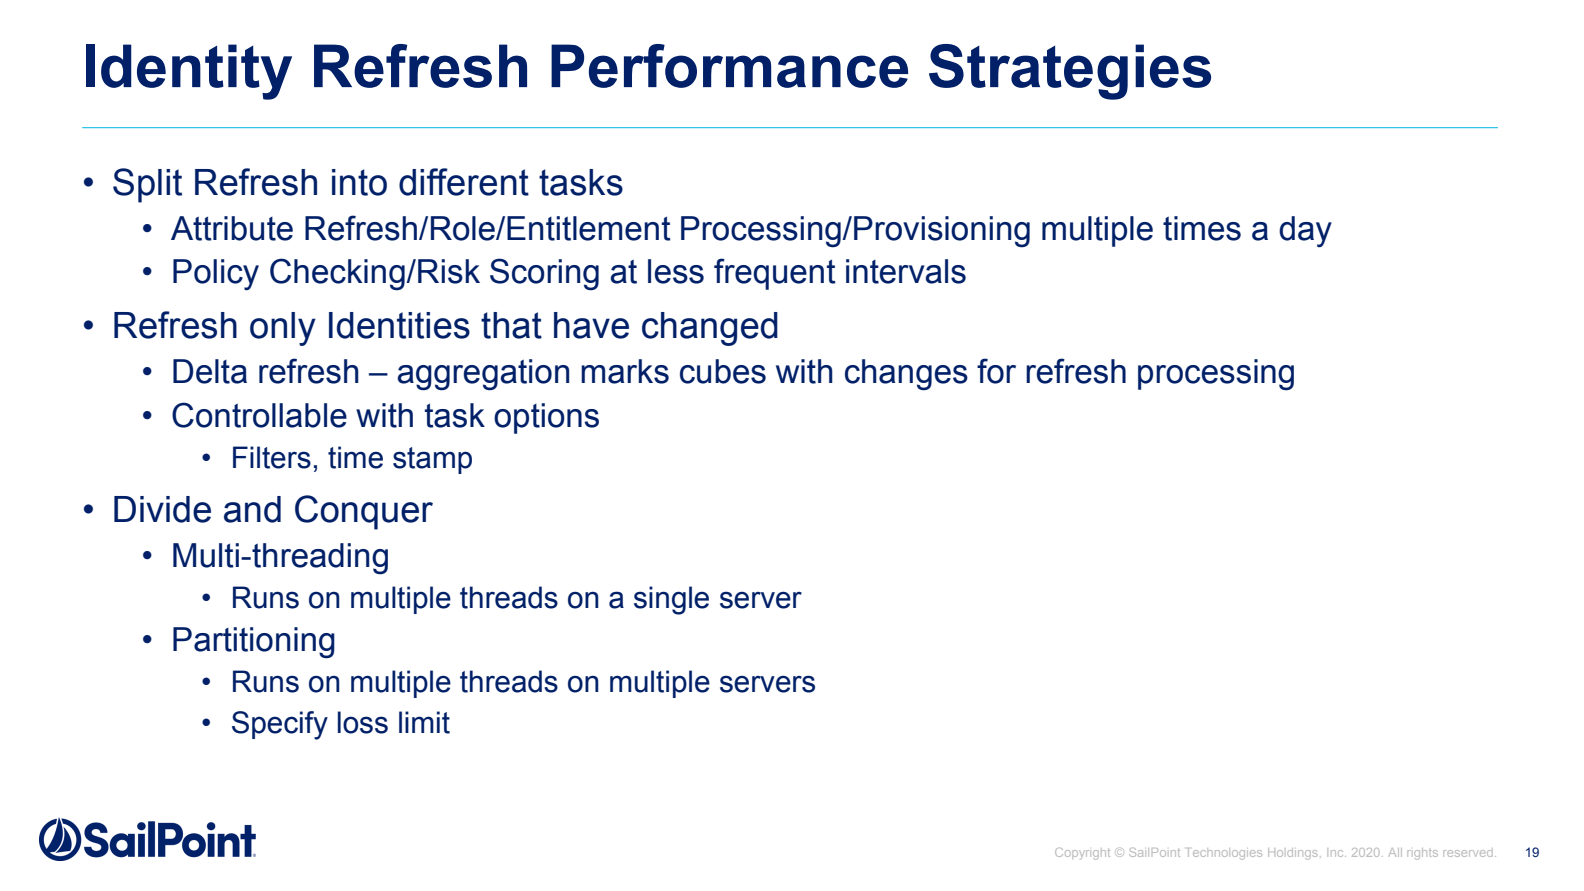 Identity Refresh Performance Strategies
• Split Refresh into different tasks
• Attribute Refresh/Role/Entitlement Processing/Provisioning multiple times a day
• Policy Checking/Risk Scoring at less frequent intervals
• Refresh only Identities that have changed
• Delta refresh – aggregation marks cubes with changes for refresh processing
• Controllable with task options
• Filters, time stamp
• Divide and Conquer
• Multi-threading
• Runs on multiple threads on a single server
• Partitioning
• Runs on multiple threads on multiple servers
• Specify loss limit
SailPoint
Copyright © SailPoint Technologies Holdings, Inc. 2020. All rights reserved. 19